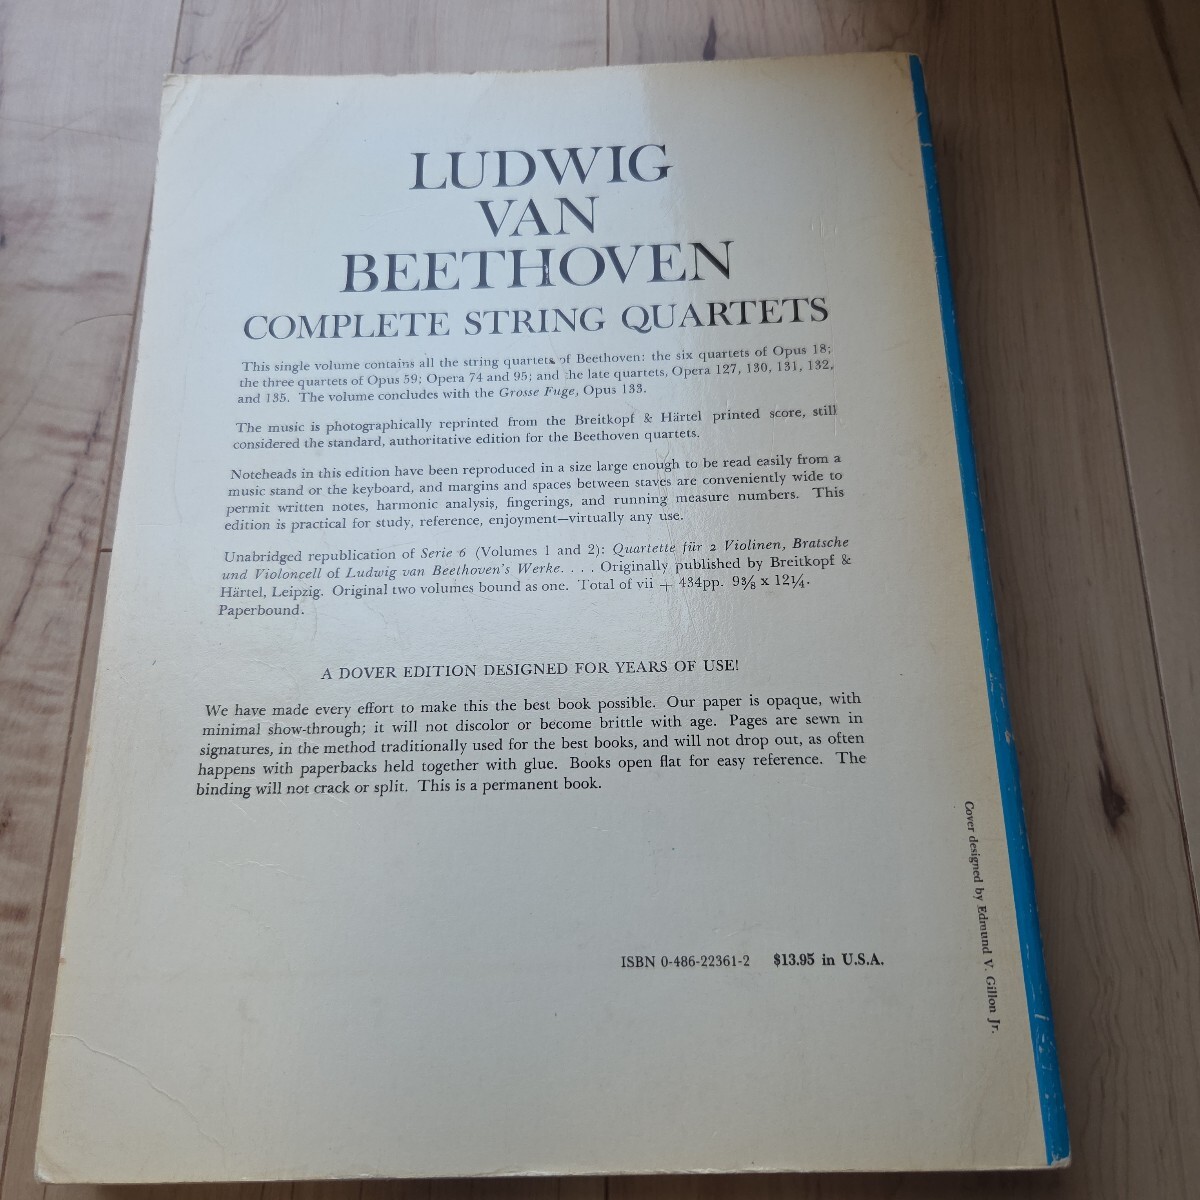 LUDWIG
VAN
BEETHOVEN
COMPLETE STRING QUARTETS
This single volume contains all the string quartets of Beethoven: the six quartets of Opus 18;
the three quartets of Opus 59; Opera 74 and 95; and the late quartets, Opera 127, 130, 131, 132,
and 135. The volume concludes with the Grosse Fuge, Opus 133.
The music is photographically reprinted from the Breitkopf & Härtel printed score, still
considered the standard, authoritative edition for the Beethoven quartets.
Noteheads in this edition have been reproduced in a size large enough to be read easily from a
music stand or the keyboard, and margins and spaces between staves are conveniently wide to
permit written notes, harmonic analysis, fingerings, and running measure numbers. This
edition is practical for study, reference, enjoyment—virtually any use.
Unabridged republication of Serie 6 (Volumes 1 and 2): Quartette für 2 Violinen, Bratsche
und Violoncell of Ludwig van Beethoven's Werke. . . . Originally published by Breitkopf &
Härtel, Leipzig. Original two volumes bound as one. Total of vii + 434pp. 9⅜ x 12¼.
Paperbound.
A DOVER EDITION DESIGNED FOR YEARS OF USE!
We have made every effort to make this the best book possible. Our paper is opaque, with
minimal show-through; it will not discolor or become brittle with age. Pages are sewn in
signatures, in the method traditionally used for the best books, and will not drop out, as often
happens with paperbacks held together with glue. Books open flat for easy reference. The
binding will not crack or split. This is a permanent book.
ISBN 0-486-22361-2 $13.95 in U.S.A.
Cover designed by Edmund V. Gillon Jr.